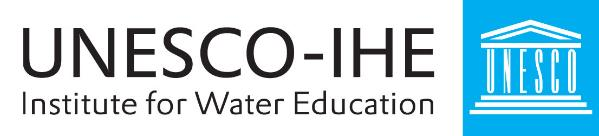 UNESCO-IHE
Institute for Water Education
UNESCO